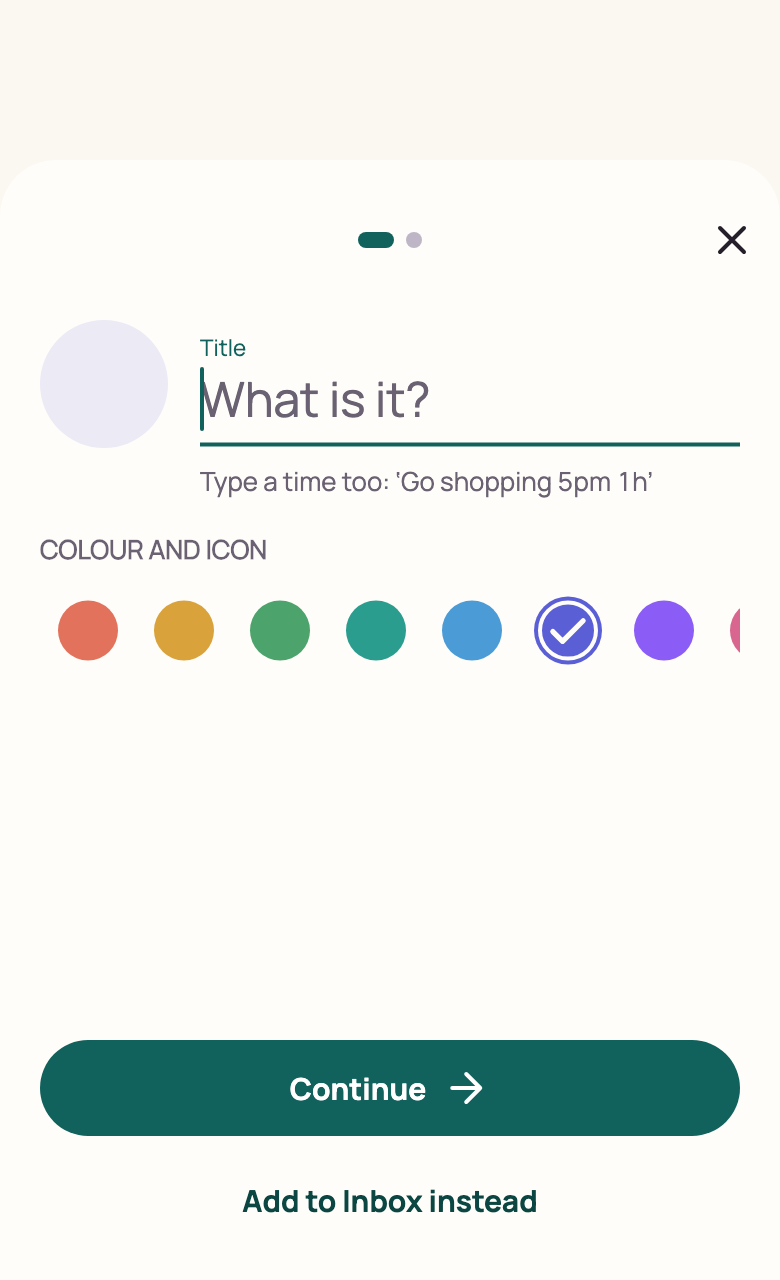 Title
What is it?
Type a time too: ‘Go shopping 5pm 1h’
COLOUR AND ICON
Continue
Add to Inbox instead